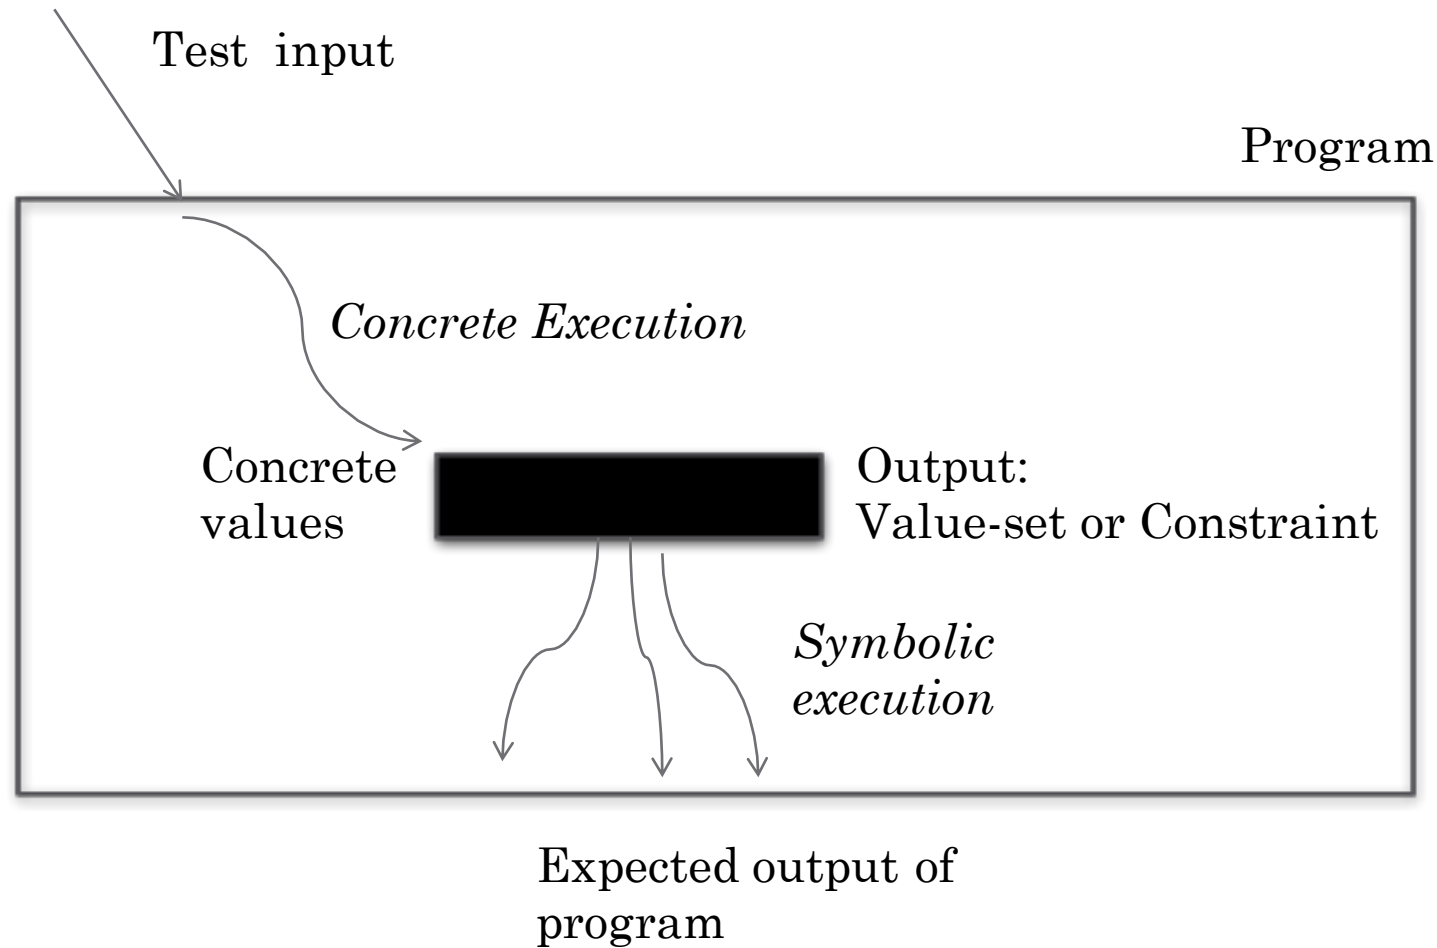 Test input
Program
Concrete Execution
Concrete
values
Output:
Value-set or Constraint
Symbolic
execution
Expected output of
program